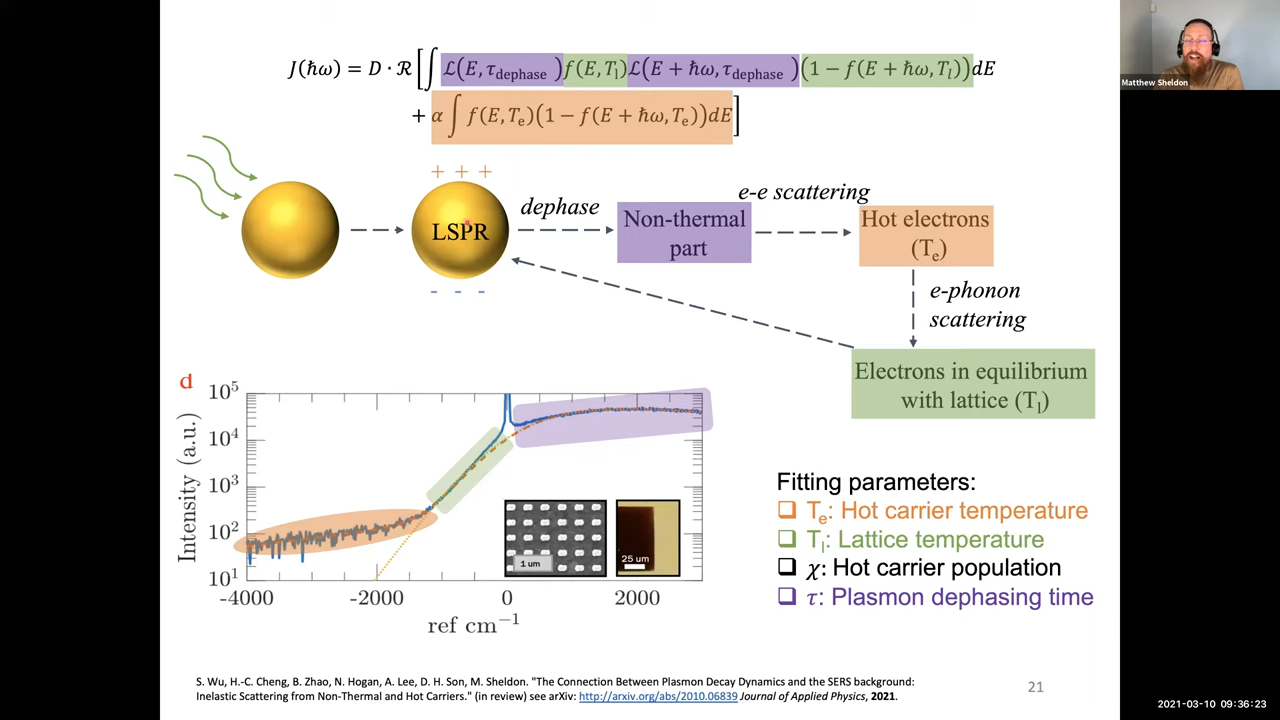 J(ħω) = D · ℛ[∫ ℒ(E, τ_dephase )f(E, T_l)ℒ(E + ħω, τ_dephase )(1 − f(E + ħω, T_l))dE
+ α ∫ f(E, T_e)(1 − f(E + ħω, T_e))dE]
Matthew Sheldon
+ + +
LSPR
- - -
dephase
Non-thermal
part
e-e scattering
Hot electrons
(T_e)
e-phonon
scattering
Electrons in equilibrium
with lattice (T_l)
d
Intensity (a.u.)
10^5
10^4
10^3
10^2
10^1
-4000 -2000 0 2000
ref cm^−1
1 um
25 um
Fitting parameters:
❑ T_e: Hot carrier temperature
❑ T_l: Lattice temperature
❑ χ: Hot carrier population
❑ τ: Plasmon dephasing time
S. Wu, H.-C. Cheng, B. Zhao, N. Hogan, A. Lee, D. H. Son, M. Sheldon. "The Connection Between Plasmon Decay Dynamics and the SERS background:
Inelastic Scattering from Non-Thermal and Hot Carriers." (in review) see arXiv: http://arxiv.org/abs/2010.06839 Journal of Applied Physics, 2021.
21
2021-03-10 09:36:23